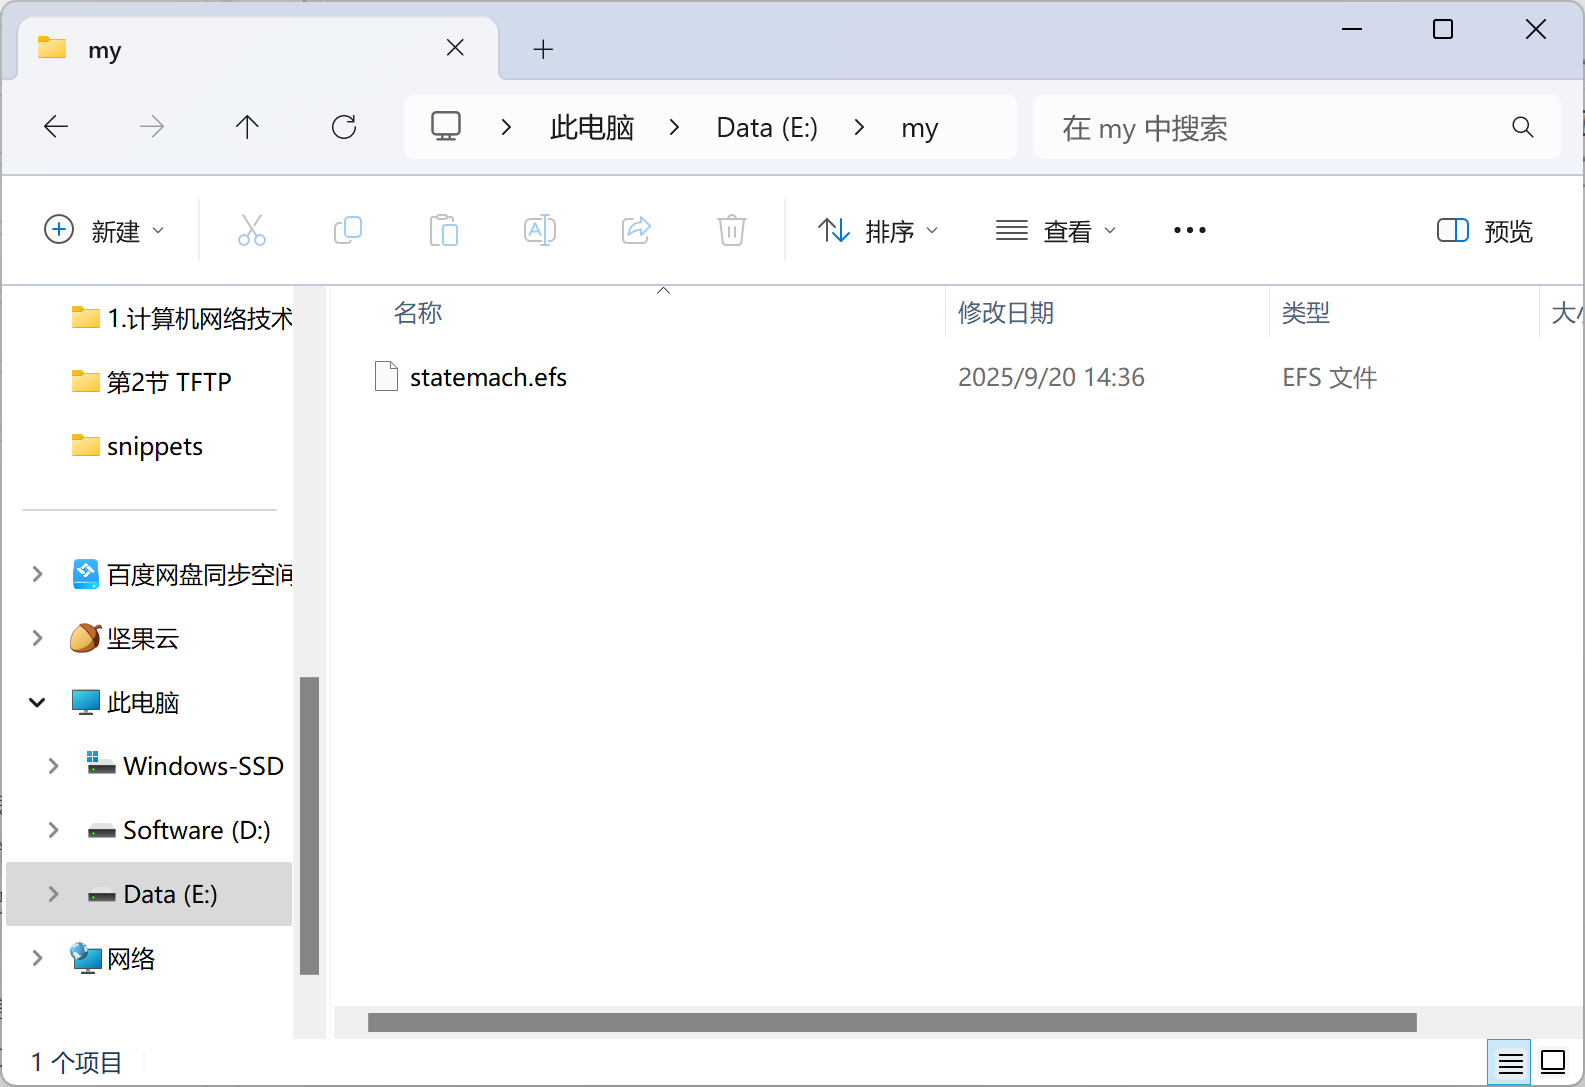 my
此电脑 Data (E:) my
在 my 中搜索
新建 排序 查看 预览
名称 修改日期 类型 大小
statemach.efs 2025/9/20 14:36 EFS 文件
1.计算机网络技术
第2节 TFTP
snippets
百度网盘同步空间
坚果云
此电脑
Windows-SSD
Software (D:)
Data (E:)
网络
1 个项目